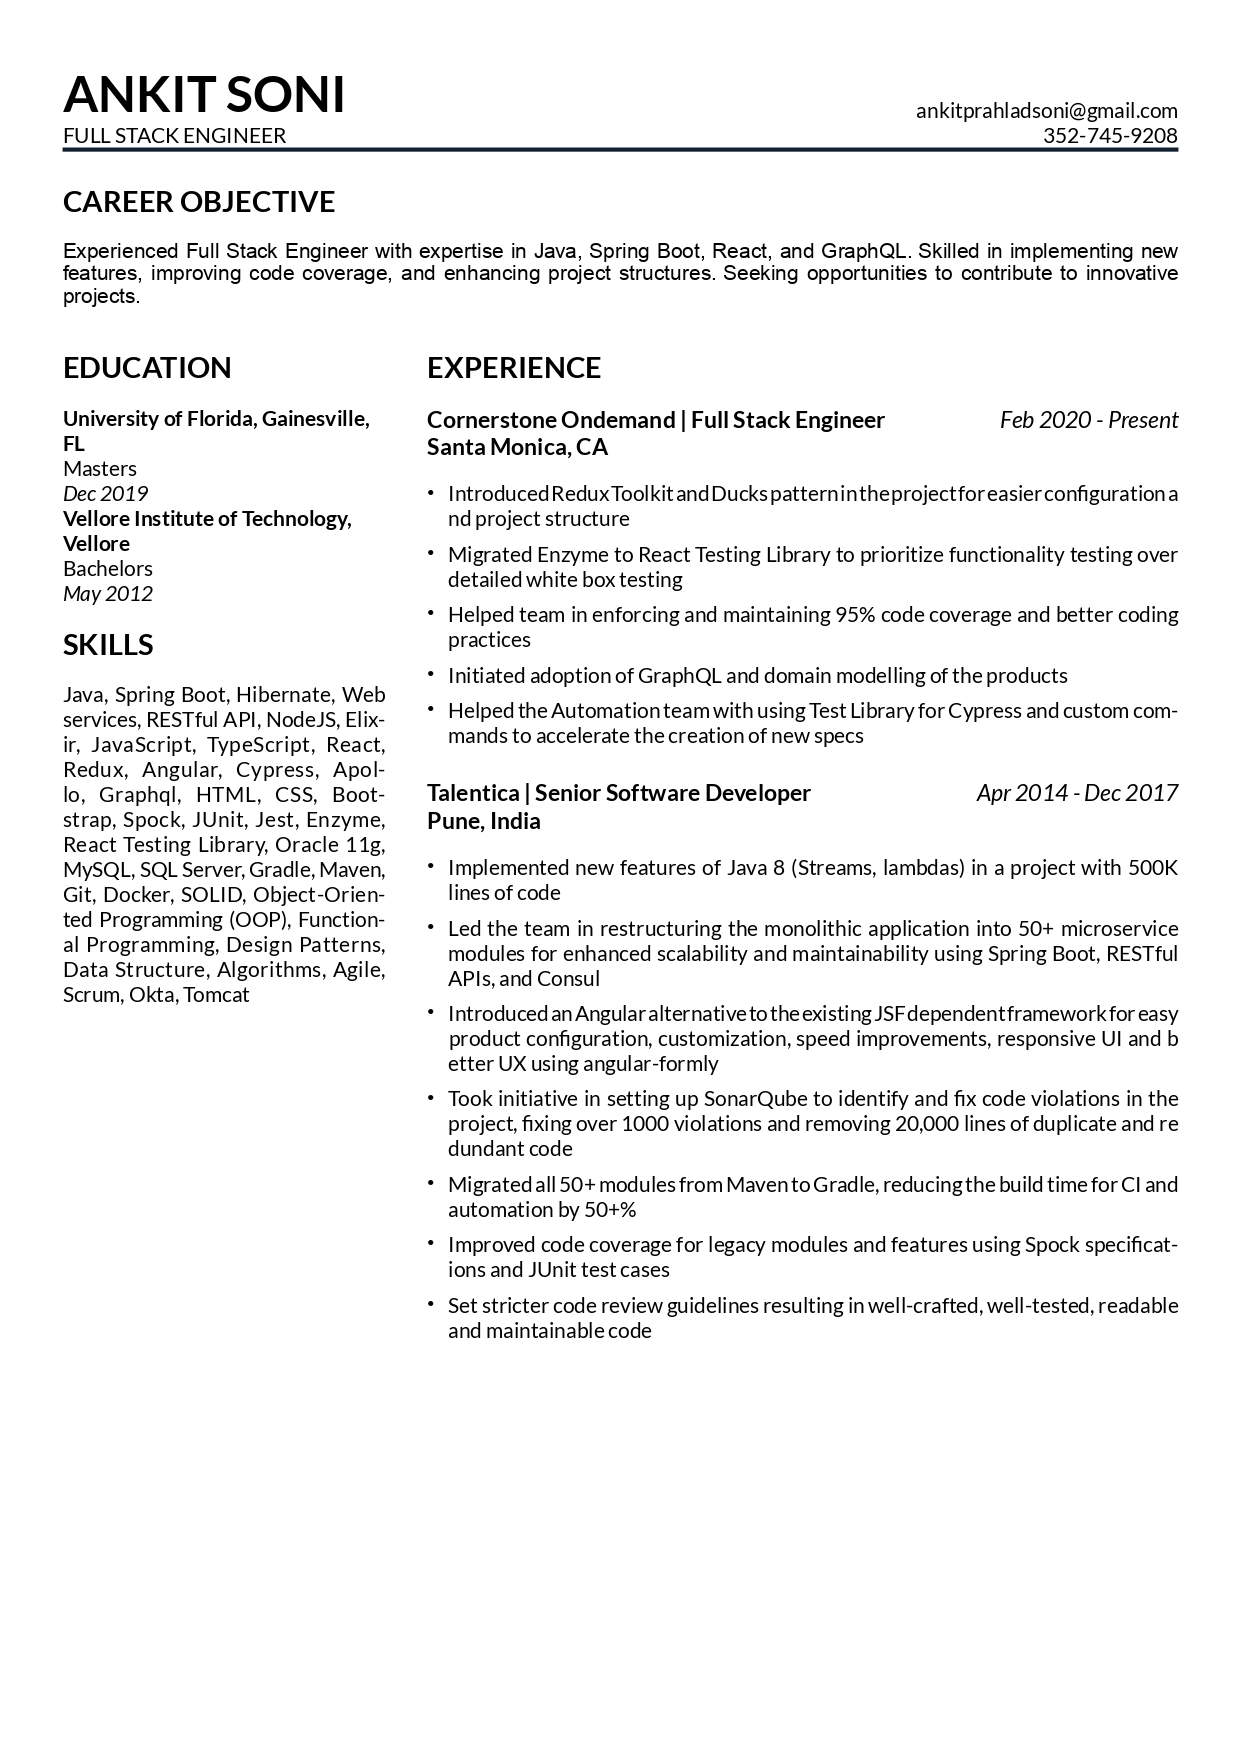 ANKIT SONI
FULL STACK ENGINEER
ankitprahladsoni@gmail.com
352-745-9208
CAREER OBJECTIVE
Experienced Full Stack Engineer with expertise in Java, Spring Boot, React, and GraphQL. Skilled in implementing new
features, improving code coverage, and enhancing project structures. Seeking opportunities to contribute to innovative
projects.
EDUCATION
University of Florida, Gainesville,
FL
Masters
Dec 2019
Vellore Institute of Technology,
Vellore
Bachelors
May 2012
SKILLS
Java, Spring Boot, Hibernate, Web
services, RESTful API, NodeJS, Elix-
ir, JavaScript, TypeScript, React,
Redux, Angular, Cypress, Apol-
lo, Graphql, HTML, CSS, Boot-
strap, Spock, JUnit, Jest, Enzyme,
React Testing Library, Oracle 11g,
MySQL, SQL Server, Gradle, Maven,
Git, Docker, SOLID, Object-Orien-
ted Programming (OOP), Function-
al Programming, Design Patterns,
Data Structure, Algorithms, Agile,
Scrum, Okta, Tomcat
EXPERIENCE
Cornerstone Ondemand | Full Stack Engineer Feb 2020 - Present
Santa Monica, CA
• Introduced Redux Toolkit and Ducks pattern in the project for easier configuration a
nd project structure
• Migrated Enzyme to React Testing Library to prioritize functionality testing over
detailed white box testing
• Helped team in enforcing and maintaining 95% code coverage and better coding
practices
• Initiated adoption of GraphQL and domain modelling of the products
• Helped the Automation team with using Test Library for Cypress and custom com-
mands to accelerate the creation of new specs
Talentica | Senior Software Developer Apr 2014 - Dec 2017
Pune, India
• Implemented new features of Java 8 (Streams, lambdas) in a project with 500K
lines of code
• Led the team in restructuring the monolithic application into 50+ microservice
modules for enhanced scalability and maintainability using Spring Boot, RESTful
APIs, and Consul
• Introduced an Angular alternative to the existing JSF dependent framework for easy
product configuration, customization, speed improvements, responsive UI and b
etter UX using angular-formly
• Took initiative in setting up SonarQube to identify and fix code violations in the
project, fixing over 1000 violations and removing 20,000 lines of duplicate and re
dundant code
• Migrated all 50+ modules from Maven to Gradle, reducing the build time for CI and
automation by 50+%
• Improved code coverage for legacy modules and features using Spock specificat-
ions and JUnit test cases
• Set stricter code review guidelines resulting in well-crafted, well-tested, readable
and maintainable code